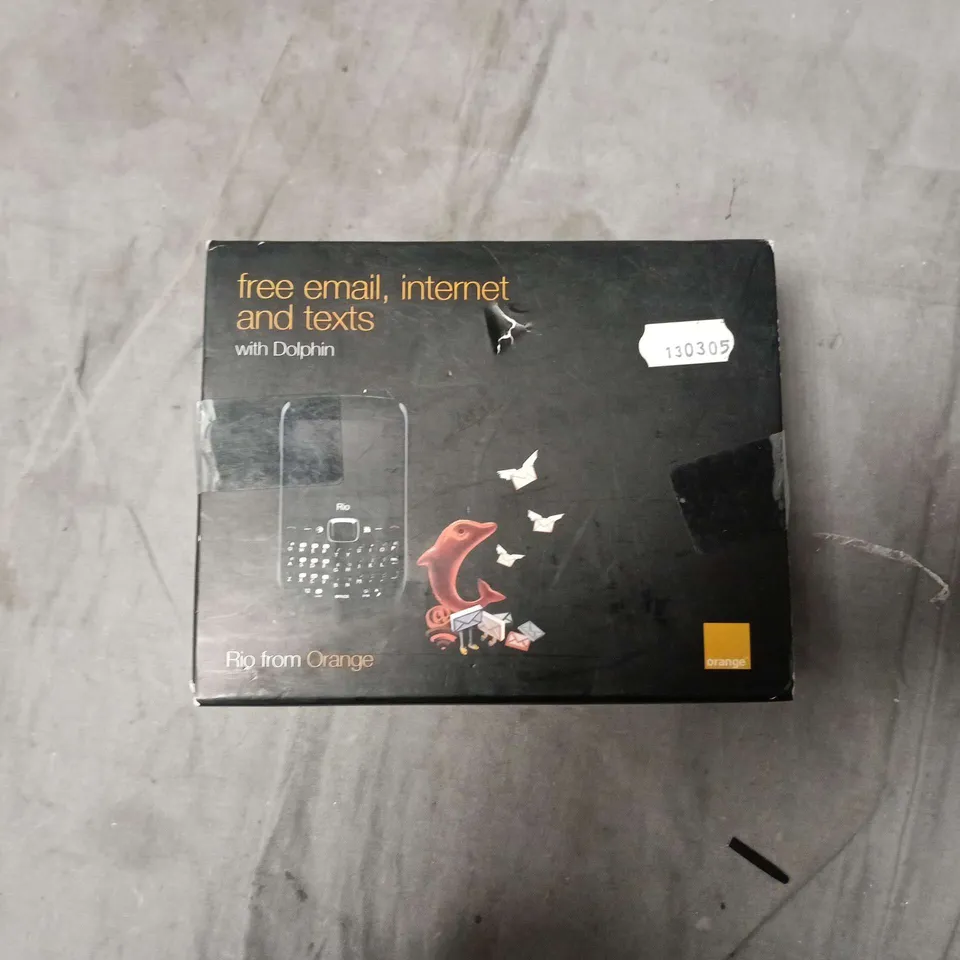 free email, internet
and texts
with Dolphin
130305
Rio
Rio from Orange
orange